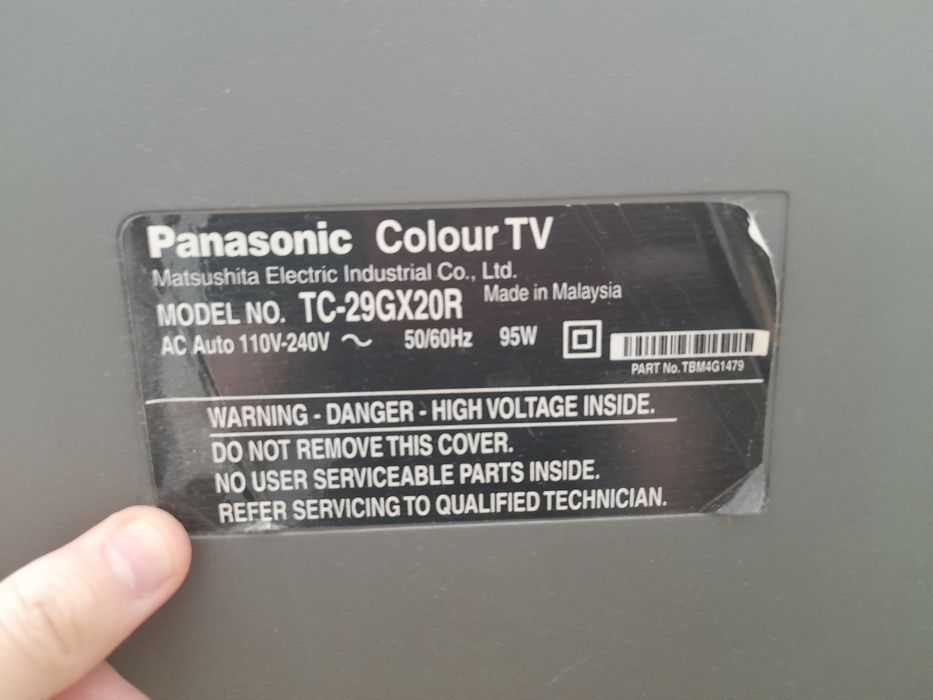 Panasonic Colour TV
Matsushita Electric Industrial Co., Ltd.
Made in Malaysia
MODEL NO. TC-29GX20R
AC Auto 110V-240V ~ 50/60Hz 95W
PART No. TBM4G1479
WARNING - DANGER - HIGH VOLTAGE INSIDE.
DO NOT REMOVE THIS COVER.
NO USER SERVICEABLE PARTS INSIDE.
REFER SERVICING TO QUALIFIED TECHNICIAN.